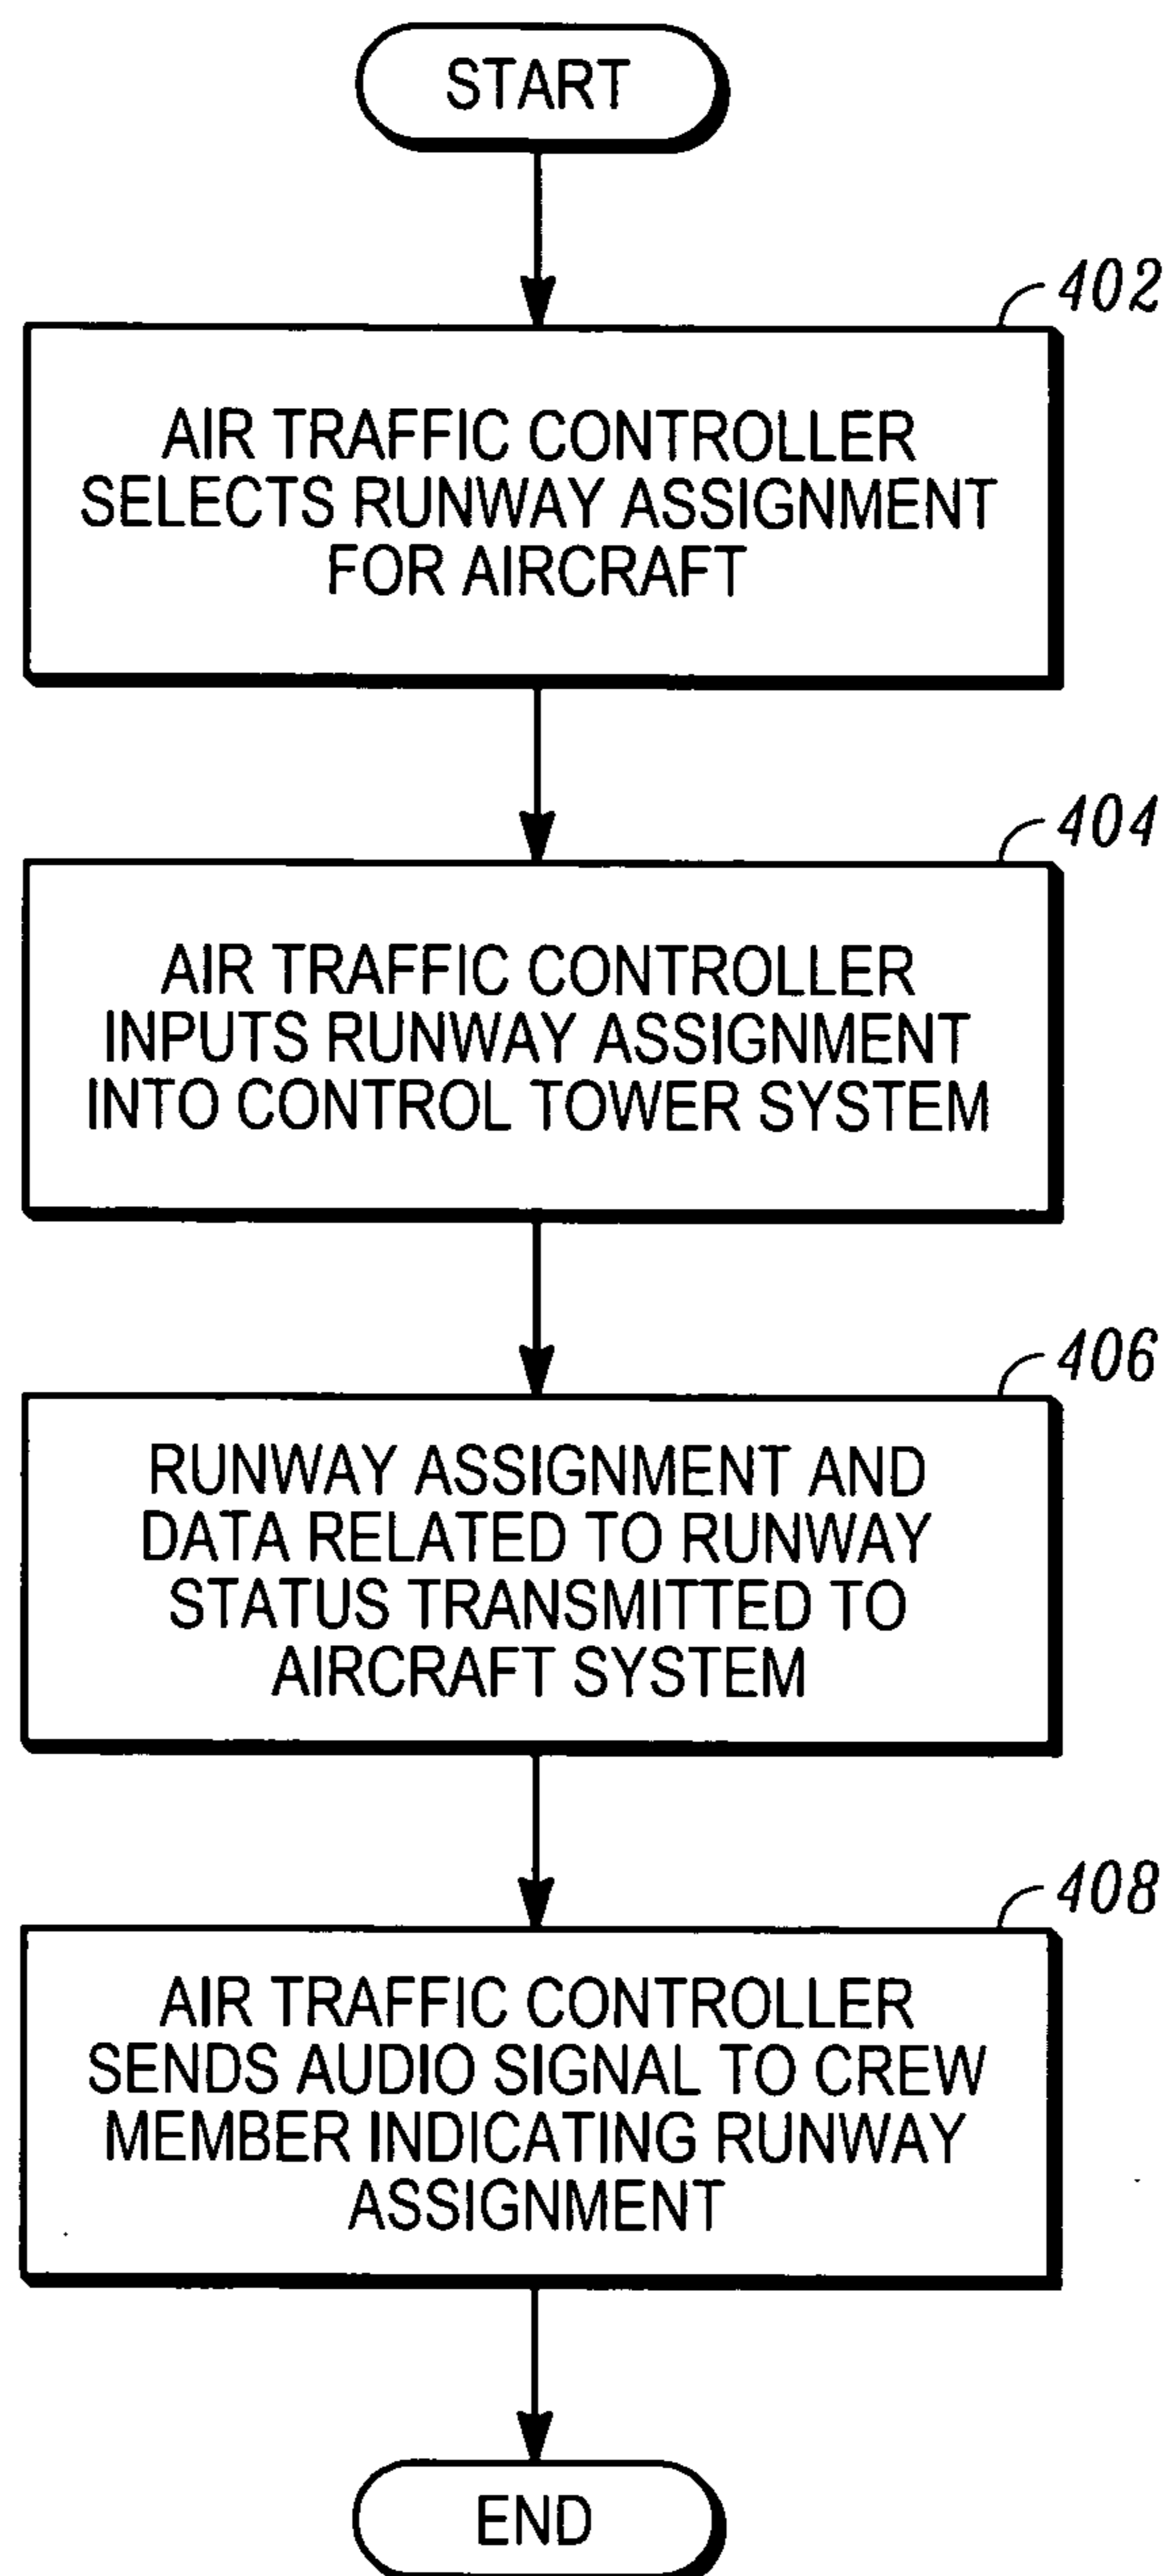 START
402
AIR TRAFFIC CONTROLLER
SELECTS RUNWAY ASSIGNMENT
FOR AIRCRAFT
404
AIR TRAFFIC CONTROLLER
INPUTS RUNWAY ASSIGNMENT
INTO CONTROL TOWER SYSTEM
406
RUNWAY ASSIGNMENT AND
DATA RELATED TO RUNWAY
STATUS TRANSMITTED TO
AIRCRAFT SYSTEM
408
AIR TRAFFIC CONTROLLER
SENDS AUDIO SIGNAL TO CREW
MEMBER INDICATING RUNWAY
ASSIGNMENT
END